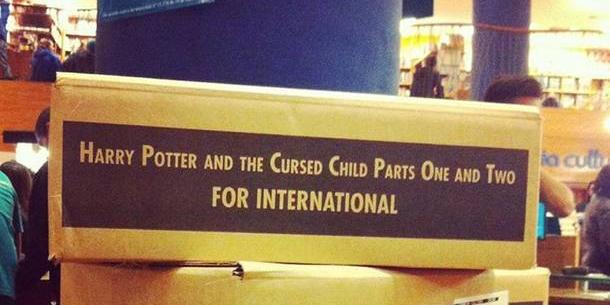 HARRY POTTER AND THE CURSED CHILD PARTS ONE AND TWO
FOR INTERNATIONAL